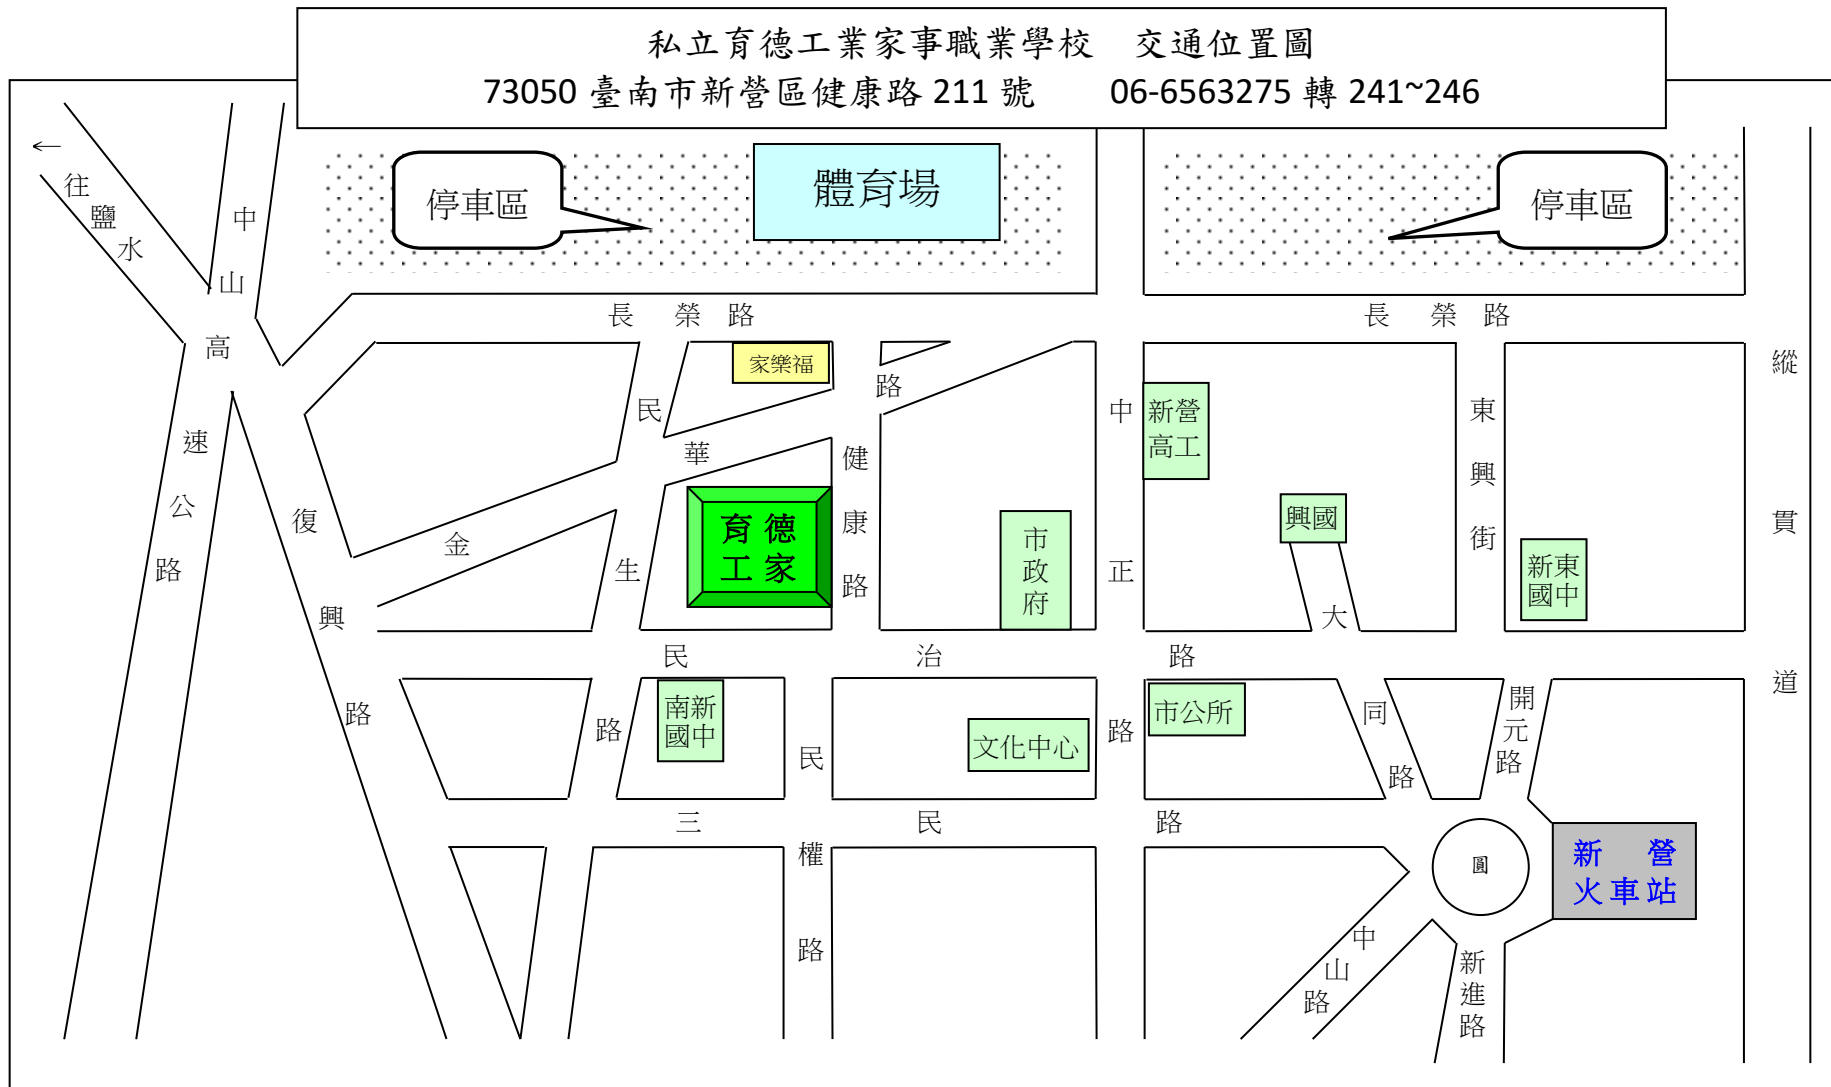 私立育德工業家事職業學校 交通位置圖
73050 臺南市新營區健康路 211 號 06-6563275 轉 241~246
←
往鹽水
中山
高速公路
停車區
體育場
停車區
長榮路
長榮路
家樂福
民生路
金華路
健康路
育德
工家
復興路
中正路
新營
高工
市
政
府
興國
東興街
新東
國中
縱貫道
民治路
南新
國中
民權路
文化中心
市公所
大同路
開元路
三民路
圓
新營
火車站
中山路
新進路